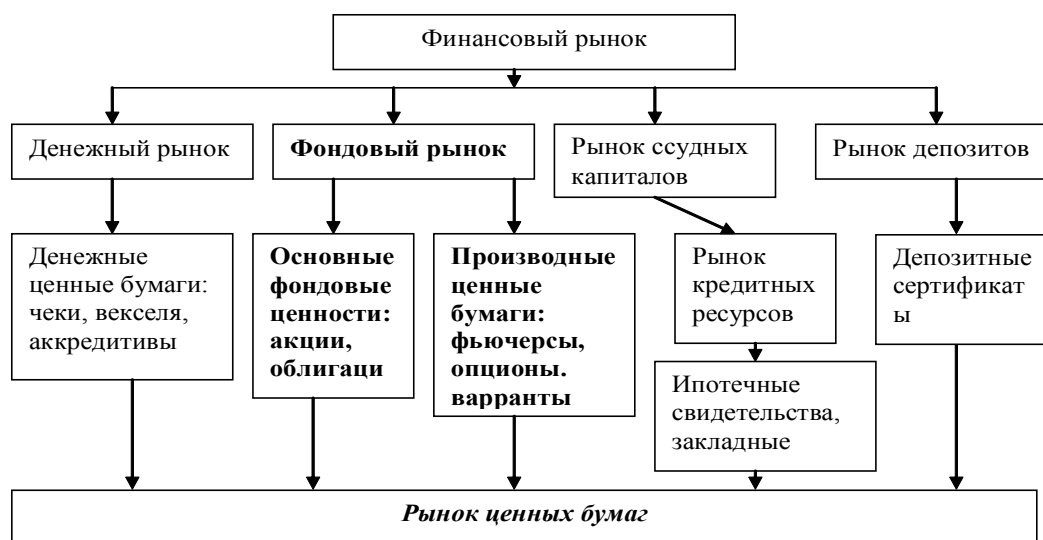 Финансовый рынок
Денежный рынок
Фондовый рынок
Рынок ссудных
капиталов
Рынок депозитов
Денежные
ценные бумаги:
чеки, векселя,
аккредитивы
Основные
фондовые
ценности:
акции,
облигаци
Производные
ценные
бумаги:
фьючерсы,
опционы.
варранты
Рынок
кредитных
ресурсов
Депозитные
сертификат
ы
Ипотечные
свидетельства,
закладные
Рынок ценных бумаг